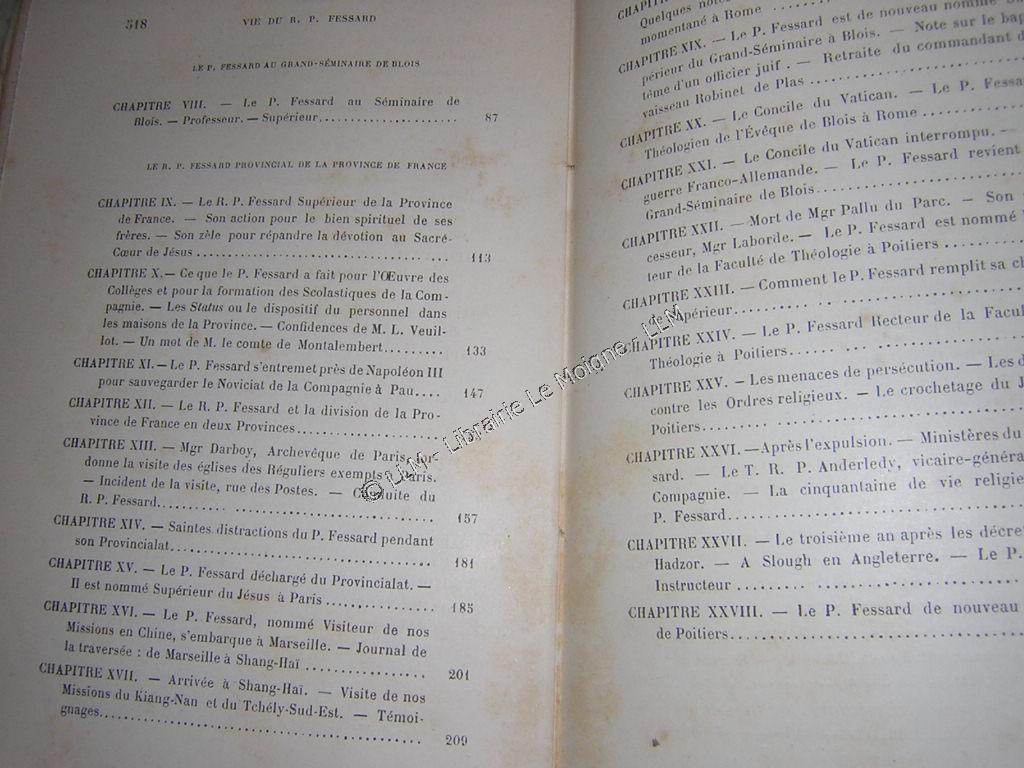 518
VIE DU R. P. FESSARD
LE P. FESSARD AU GRAND-SÉMINAIRE DE BLOIS
CHAPITRE VIII. — Le P. Fessard au Séminaire de
Blois. — Professeur. — Supérieur..................... 87
LE R. P. FESSARD PROVINCIAL DE LA PROVINCE DE FRANCE
CHAPITRE IX. — Le R. P. Fessard Supérieur de la Province
de France. — Son action pour le bien spirituel de ses
frères. — Son zèle pour répandre la dévotion au Sacré-
Cœur de Jésus........................................ 113
CHAPITRE X. — Ce que le P. Fessard a fait pour l'Œuvre des
Collèges et pour la formation des Scolastiques de la Com-
pagnie. — Les Status ou le dispositif du personnel dans
les maisons de la Province. — Confidences de M. L. Veuil-
lot. — Un mot de M. le comte de Montalembert......... 133
CHAPITRE XI. — Le P. Fessard s'entremet près de Napoléon III
pour sauvegarder le Noviciat de la Compagnie à Pau.... 147
CHAPITRE XII. — Le R. P. Fessard et la division de la Pro-
vince de France en deux Provinces...................
CHAPITRE XIII. — Mgr Darboy, Archevêque de Paris, or-
donne la visite des églises des Réguliers exempts Paris.
— Incident de la visite, rue des Postes. — Conduite du
R. P. Fessard........................................ 157
CHAPITRE XIV. — Saintes distractions du P. Fessard pendant
son Provincialat..................................... 181
CHAPITRE XV. — Le P. Fessard déchargé du Provincialat. —
Il est nommé Supérieur du Jésus à Paris.............. 185
CHAPITRE XVI. — Le P. Fessard, nommé Visiteur de nos
Missions en Chine, s'embarque à Marseille. — Journal de
la traversée : de Marseille à Shang-Haï.............. 201
CHAPITRE XVII. — Arrivée à Shang-Haï. — Visite de nos
Missions du Kiang-Nan et du Tchély-Sud-Est. — Témoi-
gnages............................................... 209
CHAPITRE
Quelques notes
momentané à Rome
CHAPITRE XIX. — Le P. Fessard est de nouveau nommé
périeur du Grand-Séminaire à Blois. — Note sur le bap
tême d'un officier juif. — Retraite du commandant d
vaisseau Robinet de Plas
CHAPITRE XX. — Le Concile du Vatican. — Le P. Fessa
Théologien de l'Évêque de Blois à Rome
CHAPITRE XXI. — Le Concile du Vatican interrompu. —
guerre Franco-Allemande. — Le P. Fessard revient
Grand-Séminaire de Blois
CHAPITRE XXII. — Mort de Mgr Pallu du Parc. — Son
cesseur, Mgr Laborde. — Le P. Fessard est nommé
teur de la Faculté de Théologie à Poitiers
CHAPITRE XXIII. — Comment le P. Fessard remplit sa ch
de Supérieur
CHAPITRE XXIV. — Le P. Fessard Recteur de la Facul
Théologie à Poitiers
CHAPITRE XXV. — Les menaces de persécution. — Les d
contre les Ordres religieux. — Le crochetage du J
Poitiers
CHAPITRE XXVI. — Après l'expulsion. — Ministères du
sard. — Le T. R. P. Anderledy, vicaire-généra
Compagnie. — La cinquantaine de vie religie
P. Fessard
CHAPITRE XXVII. — Le troisième an après les décre
Hadzor. — A Slough en Angleterre. — Le P.
Instructeur
CHAPITRE XXVIII. — Le P. Fessard de nouveau
de Poitiers
© LLM - Librairie Le Moigne - LLM